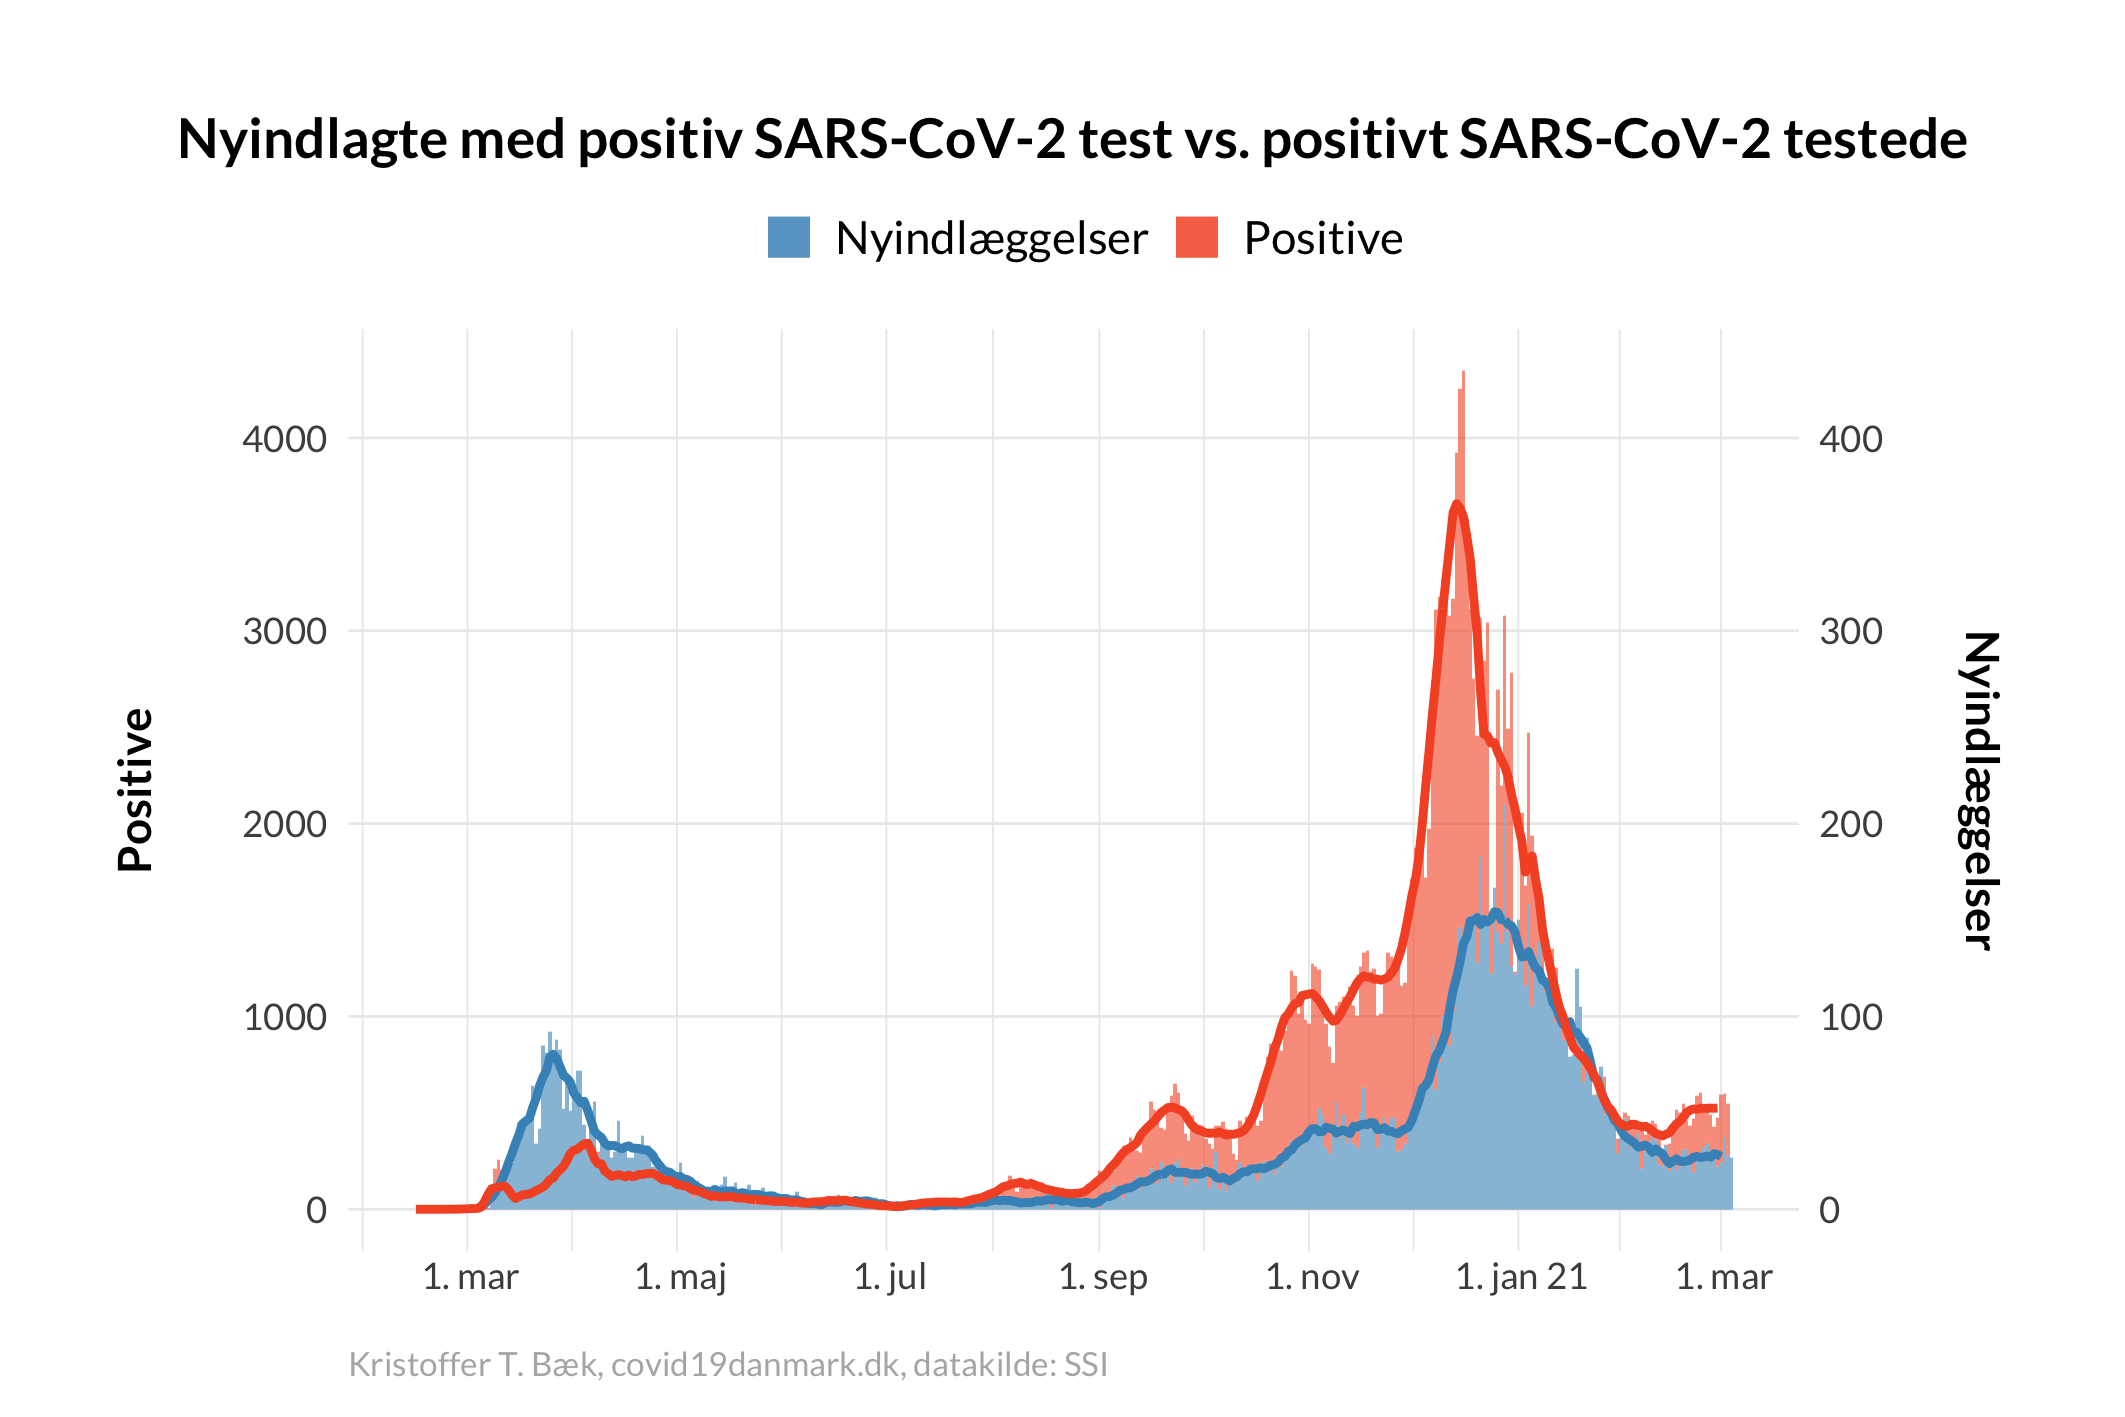 Nyindlagte med positiv SARS-CoV-2 test vs. positivt SARS-CoV-2 testede
Nyindlæggelser Positive
4000 400
3000 300
2000 200
1000 100
0 0
Positive
Nyindlæggelser
1. mar 1. maj 1. jul 1. sep 1. nov 1. jan 21 1. mar
Kristoffer T. Bæk, covid19danmark.dk, datakilde: SSI